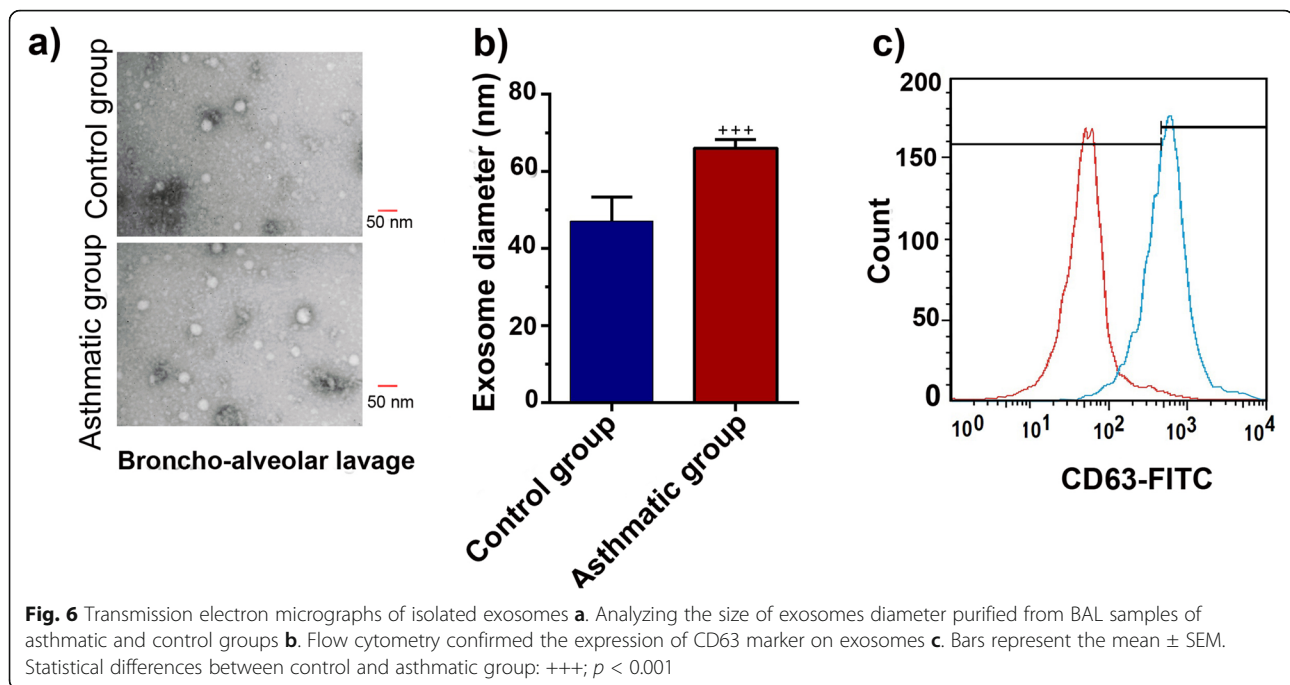 a)
Control group
50 nm
Asthmatic group
50 nm
Broncho-alveolar lavage
b)
Exosome diameter (nm)
80
60
40
20
0
+++
Control group
Asthmatic group
c)
Count
200
150
100
50
0
10^0 10^1 10^2 10^3 10^4
CD63-FITC
Fig. 6 Transmission electron micrographs of isolated exosomes a. Analyzing the size of exosomes diameter purified from BAL samples of
asthmatic and control groups b. Flow cytometry confirmed the expression of CD63 marker on exosomes c. Bars represent the mean ± SEM.
Statistical differences between control and asthmatic group: +++; p < 0.001